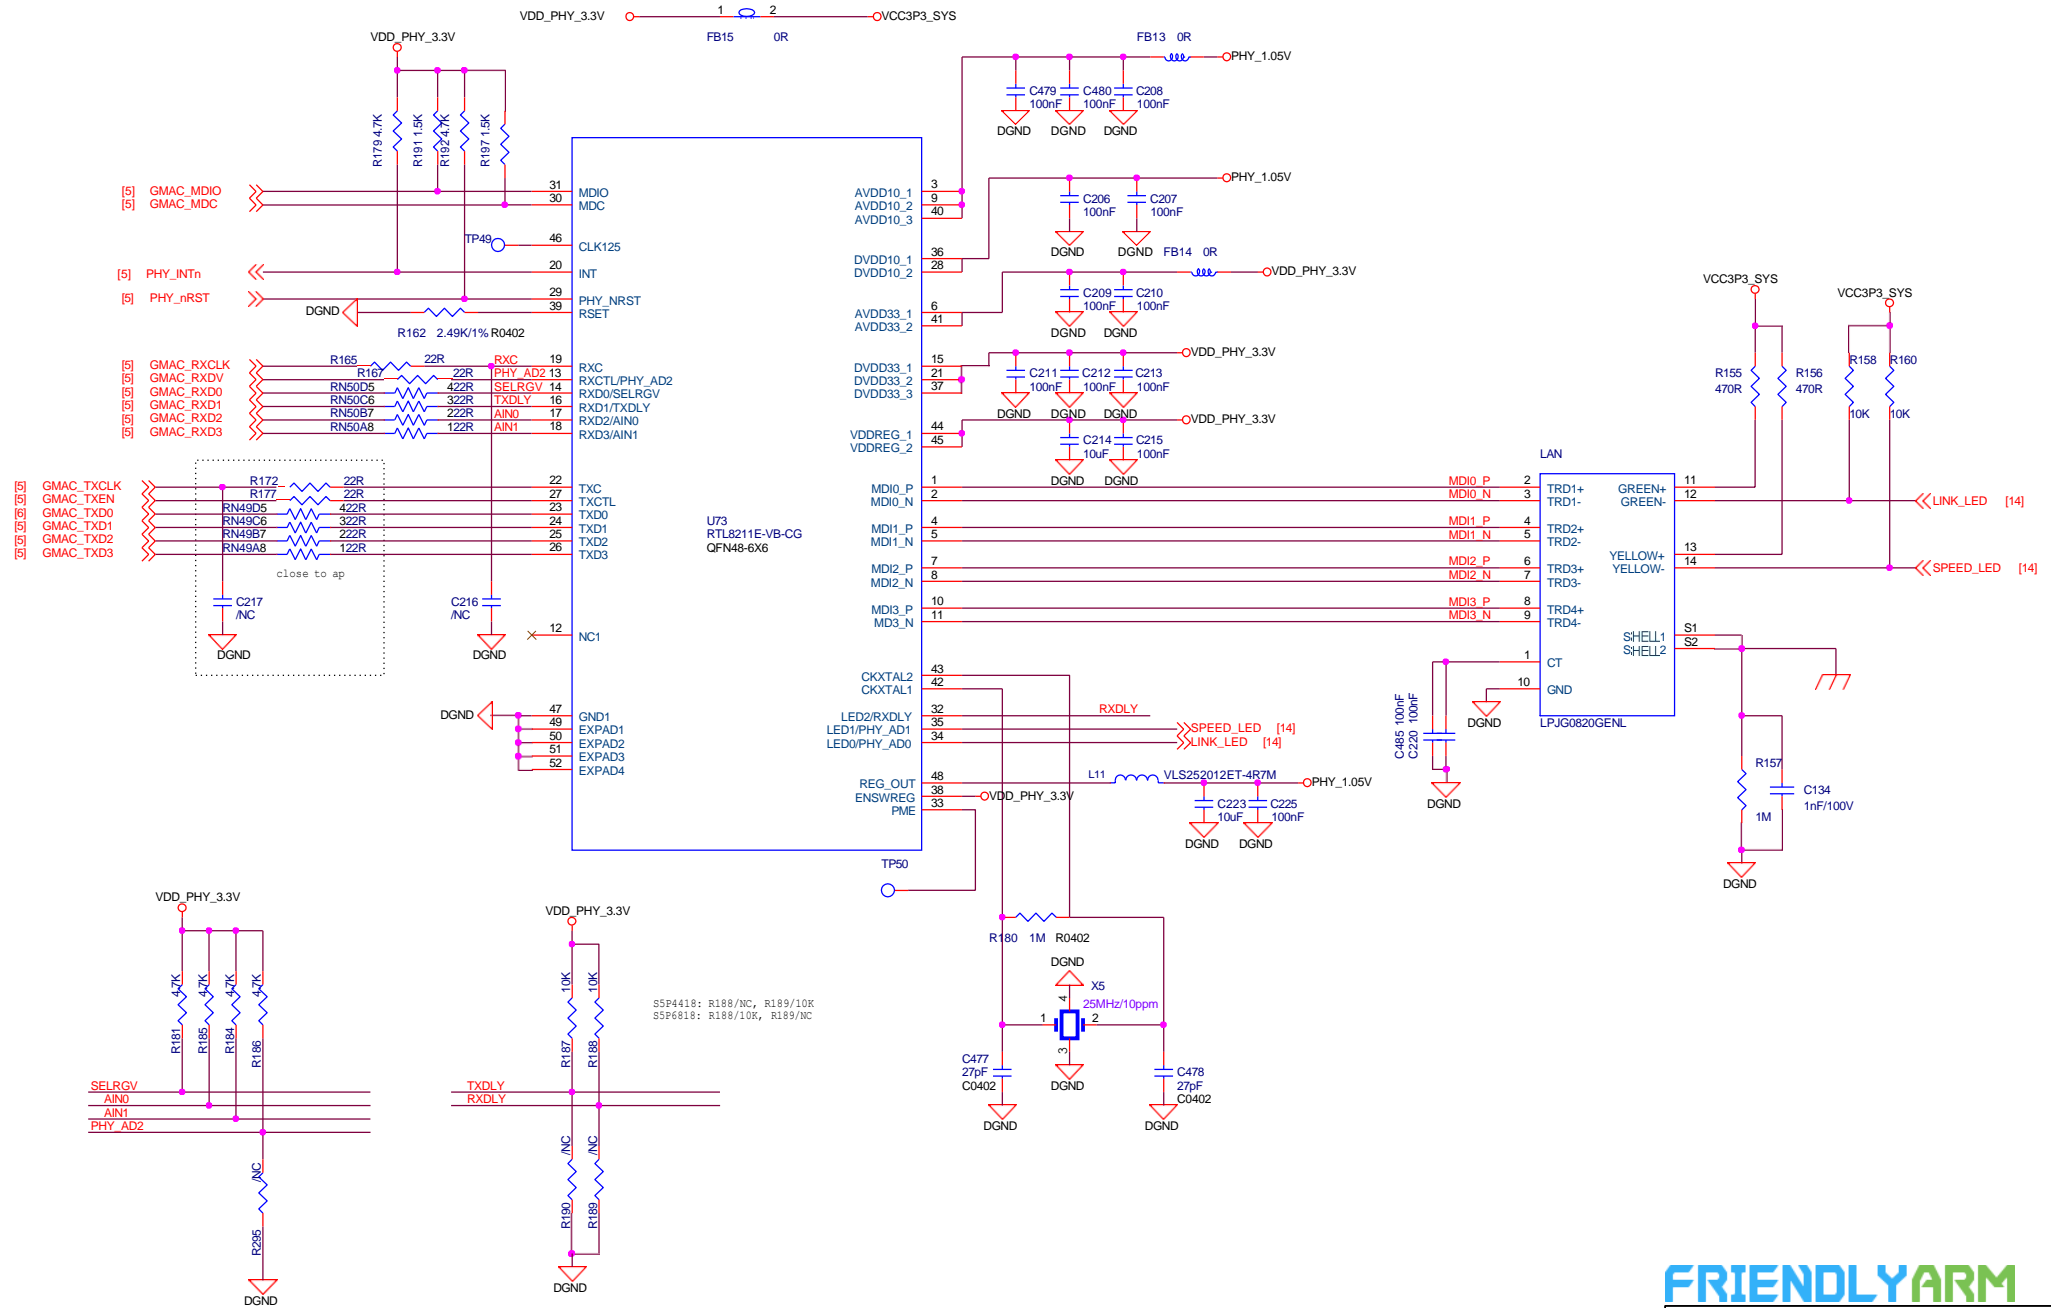 VDD_PHY_3.3V 1 2 VCC3P3_SYS
FB15 0R
VDD_PHY_3.3V
R179 4.7K
R191 1.5K
R192 4.7K
R197 1.5K
FB13 0R
PHY_1.05V
C479 100nF
C480 100nF
C208 100nF
DGND DGND DGND
[5] GMAC_MDIO 31 MDIO
[5] GMAC_MDC 30 MDC
TP49 46 CLK125
[5] PHY_INTn 20 INT
[5] PHY_nRST 29 PHY_NRST
DGND 39 RSET
R162 2.49K/1% R0402
[5] GMAC_RXCLK R165 22R RXC 19 RXC
[5] GMAC_RXDV R167 22R PHY_AD2 13 RXCTL/PHY_AD2
[5] GMAC_RXD0 RN50D5 422R SELRGV 14 RXD0/SELRGV
[5] GMAC_RXD1 RN50C6 322R TXDLY 16 RXD1/TXDLY
[5] GMAC_RXD2 RN50B7 222R AIN0 17 RXD2/AIN0
[5] GMAC_RXD3 RN50A8 122R AIN1 18 RXD3/AIN1
[5] GMAC_TXCLK R172 22R 22 TXC
[5] GMAC_TXEN R177 22R 27 TXCTL
[6] GMAC_TXD0 RN49D5 422R 23 TXD0
[5] GMAC_TXD1 RN49C6 322R 24 TXD1
[5] GMAC_TXD2 RN49B7 222R 25 TXD2
[5] GMAC_TXD3 RN49A8 122R 26 TXD3
close to ap
C217 /NC
DGND
C216 /NC
DGND
12 NC1
DGND 47 GND1
49 EXPAD1
50 EXPAD2
51 EXPAD3
52 EXPAD4
U73
RTL8211E-VB-CG
QFN48-6X6
AVDD10_1 3
AVDD10_2 9
AVDD10_3 40
PHY_1.05V
C206 100nF
C207 100nF
DGND DGND
DVDD10_1 36
DVDD10_2 28
FB14 0R
VDD_PHY_3.3V
C209 100nF
C210 100nF
DGND DGND
AVDD33_1 6
AVDD33_2 41
VDD_PHY_3.3V
DVDD33_1 15
DVDD33_2 21
DVDD33_3 37
C211 100nF
C212 100nF
C213 100nF
DGND DGND DGND
VDD_PHY_3.3V
VDDREG_1 44
VDDREG_2 45
C214 10uF
C215 100nF
DGND DGND
MDI0_P 1 MDI0_P 2 TRD1+
MDI0_N 2 MDI0_N 3 TRD1-
MDI1_P 4 MDI1_P 4 TRD2+
MDI1_N 5 MDI1_N 5 TRD2-
MDI2_P 7 MDI2_P 6 TRD3+
MDI2_N 8 MDI2_N 7 TRD3-
MDI3_P 10 MDI3_P 8 TRD4+
MD3_N 11 MDI3_N 9 TRD4-
CKXTAL2 43
CKXTAL1 42
LED2/RXDLY 32 RXDLY
LED1/PHY_AD1 35 SPEED_LED [14]
LED0/PHY_AD0 34 LINK_LED [14]
REG_OUT 48 L11 VLS252012ET-4R7M PHY_1.05V
ENSWREG 38 VDD_PHY_3.3V
PME 33
C223 10uF
C225 100nF
DGND DGND
TP50
VCC3P3_SYS
VCC3P3_SYS
R155 470R
R156 470R
R158 10K
R160 10K
LAN
GREEN+ 11
GREEN- 12 LINK_LED [14]
YELLOW+ 13
YELLOW- 14 SPEED_LED [14]
SHELL1 S1
SHELL2 S2
1 CT
10 GND
DGND
LPJG0820GENL
C485 100nF
C220 100nF
DGND
R157 1M
C134 1nF/100V
DGND
R180 1M R0402
DGND
X5
25MHz/10ppm
4
1 2
3
DGND
C477
27pF
C0402
DGND
C478
27pF
C0402
DGND
VDD_PHY_3.3V
4.7K 4.7K 4.7K 4.7K
R181 R185 R184 R186
SELRGV
AIN0
AIN1
PHY_AD2
/NC
R295
DGND
VDD_PHY_3.3V
10K 10K
R187 R188
S5P4418: R188/NC, R189/10K
S5P6818: R188/10K, R189/NC
TXDLY
RXDLY
/NC /NC
R190 R189
DGND
FRIENDLYARM